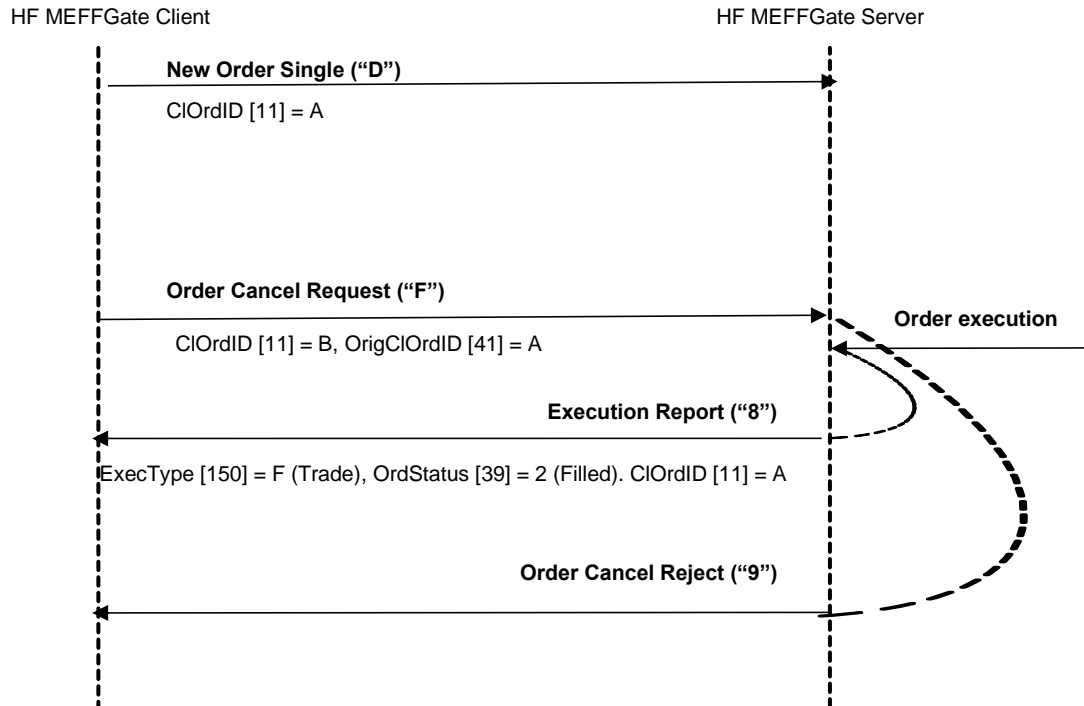 HF MEFFGate Client
HF MEFFGate Server
New Order Single (“D”)
ClOrdID [11] = A
Order Cancel Request (“F”)
Order execution
ClOrdID [11] = B, OrigClOrdID [41] = A
Execution Report (“8”)
ExecType [150] = F (Trade), OrdStatus [39] = 2 (Filled). ClOrdID [11] = A
Order Cancel Reject (“9”)